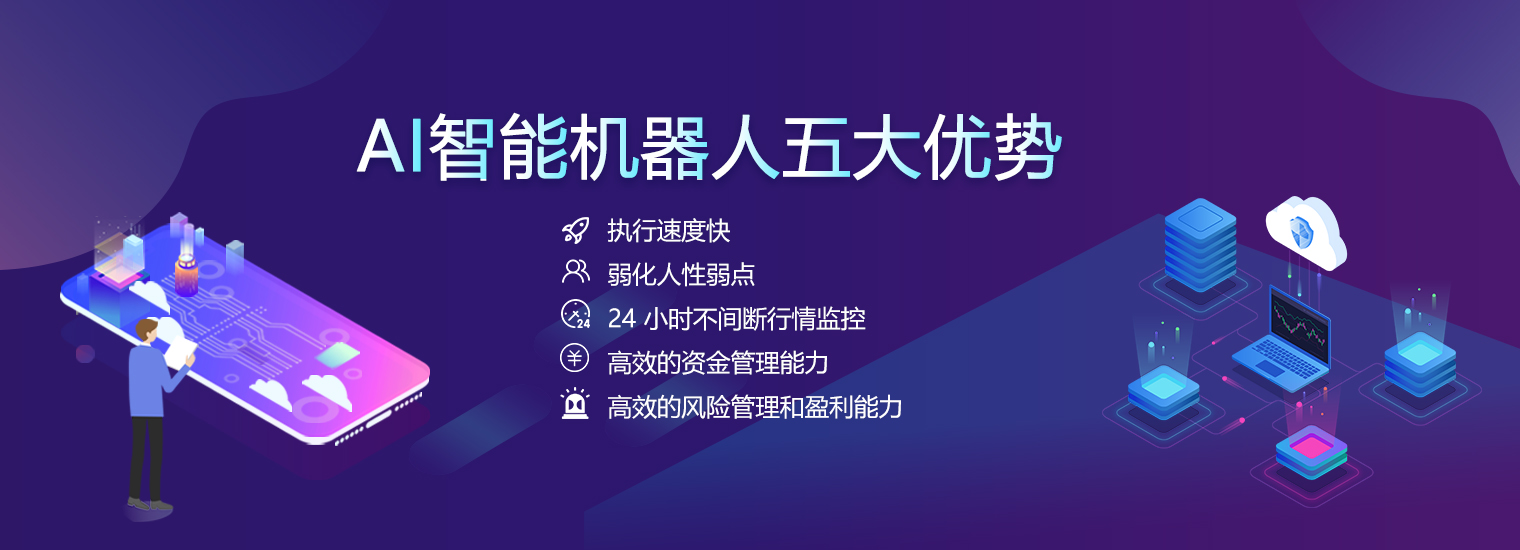 AI智能机器人五大优势
执行速度快
弱化人性弱点
24 小时不间断行情监控
24
高效的资金管理能力
高效的风险管理和盈利能力